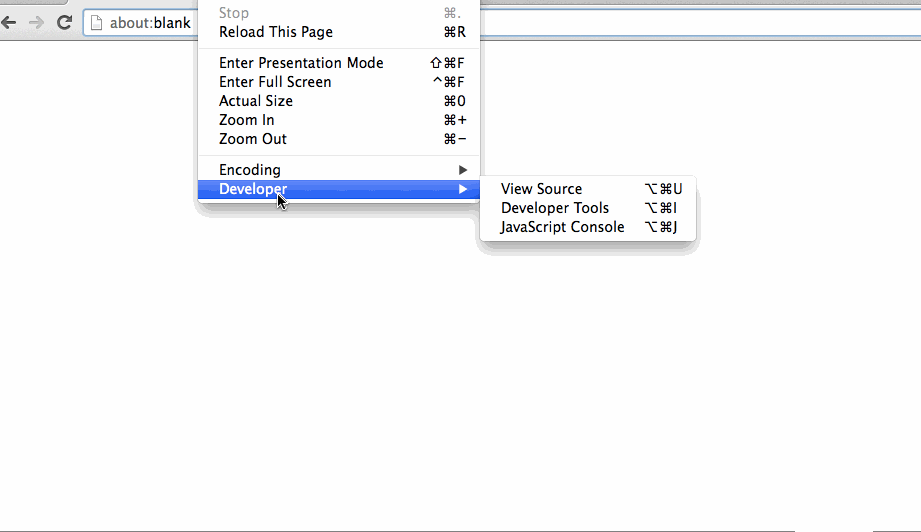 Stop ⌘.
about:blank
Reload This Page ⌘R
Enter Presentation Mode ⇧⌘F
Enter Full Screen ^⌘F
Actual Size ⌘0
Zoom In ⌘+
Zoom Out ⌘−
Encoding ▶
Developer ▶
View Source ⌥⌘U
Developer Tools ⌥⌘I
JavaScript Console ⌥⌘J